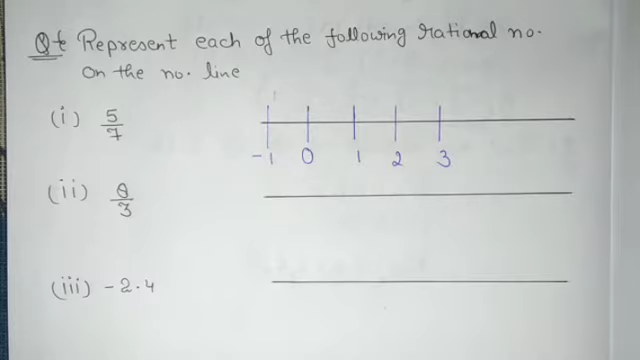 Q4 Represent each of the following rational no.
on the no. line
(i) 5/7
-1 0 1 2 3
(ii) 8/3
(iii) -2.4